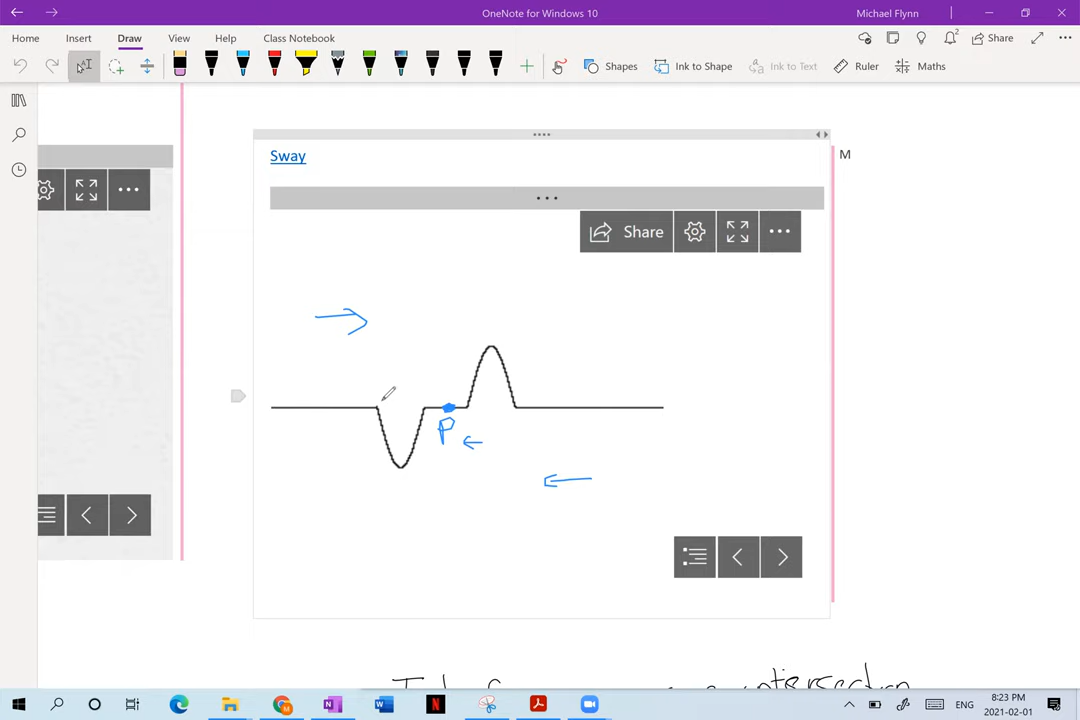 OneNote for Windows 10
Michael Flynn
Home Insert Draw View Help Class Notebook
Share
Shapes Ink to Shape Ink to Text Ruler Maths
Sway
M
Share
P
intersection
ENG
8:23 PM
2021-02-01